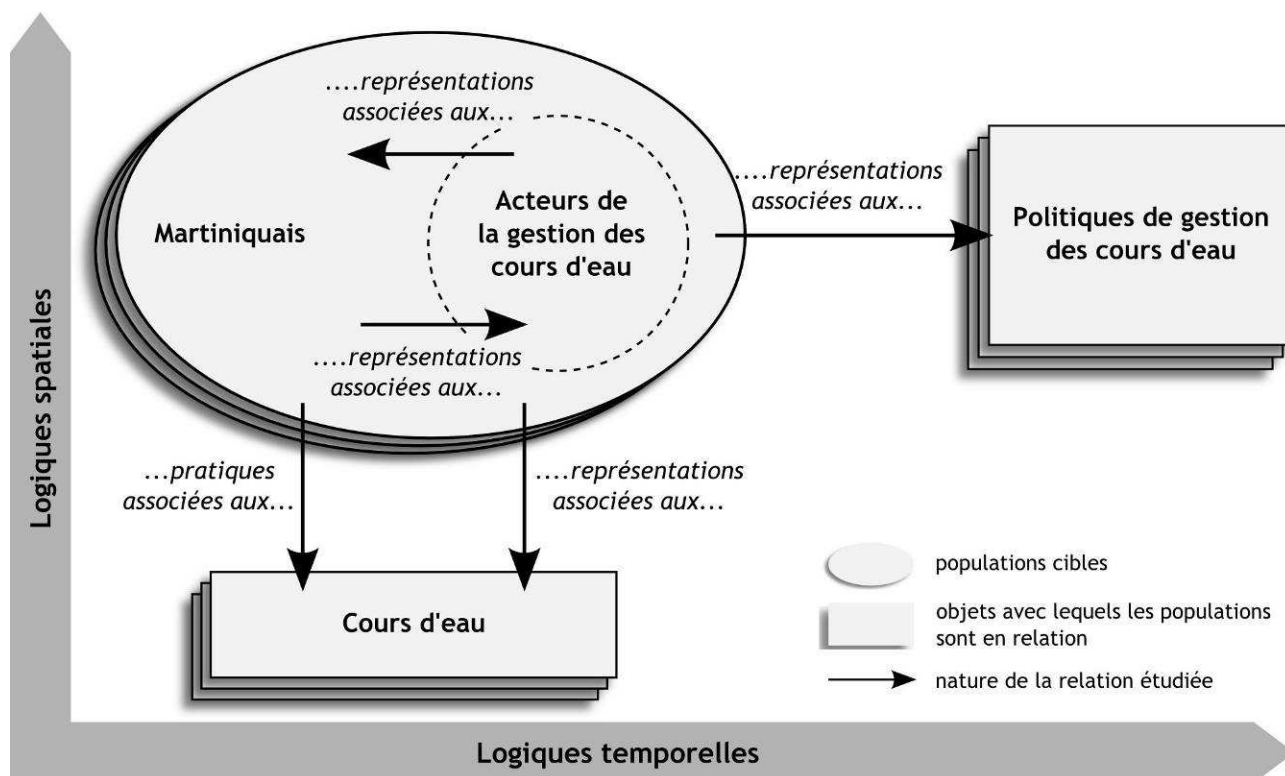 ....représentations
associées aux...
Martiniquais
Acteurs de
la gestion des
cours d'eau
....représentations
associées aux...
....représentations
associées aux...
Politiques de gestion
des cours d'eau
...pratiques
associées aux...
....représentations
associées aux...
Cours d'eau
populations cibles
objets avec lequels les populations
sont en relation
nature de la relation étudiée
Logiques spatiales
Logiques temporelles